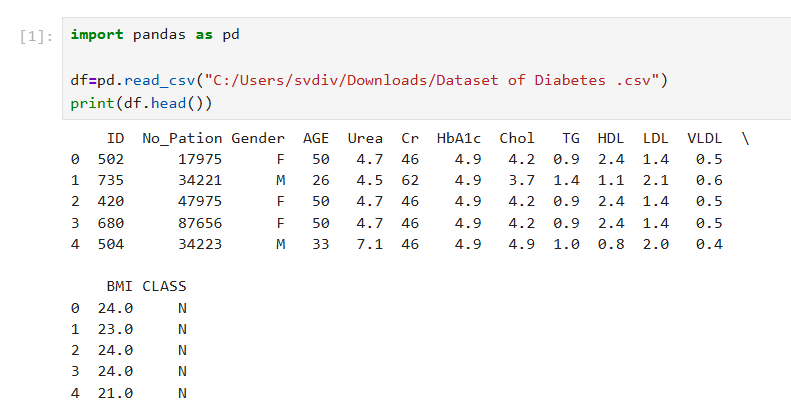 [1]: import pandas as pd
df=pd.read_csv("C:/Users/svdiv/Downloads/Dataset of Diabetes .csv")
print(df.head())
ID No_Pation Gender AGE Urea Cr HbA1c Chol TG HDL LDL VLDL \
0 502 17975 F 50 4.7 46 4.9 4.2 0.9 2.4 1.4 0.5
1 735 34221 M 26 4.5 62 4.9 3.7 1.4 1.1 2.1 0.6
2 420 47975 F 50 4.7 46 4.9 4.2 0.9 2.4 1.4 0.5
3 680 87656 F 50 4.7 46 4.9 4.2 0.9 2.4 1.4 0.5
4 504 34223 M 33 7.1 46 4.9 4.9 1.0 0.8 2.0 0.4
BMI CLASS
0 24.0 N
1 23.0 N
2 24.0 N
3 24.0 N
4 21.0 N